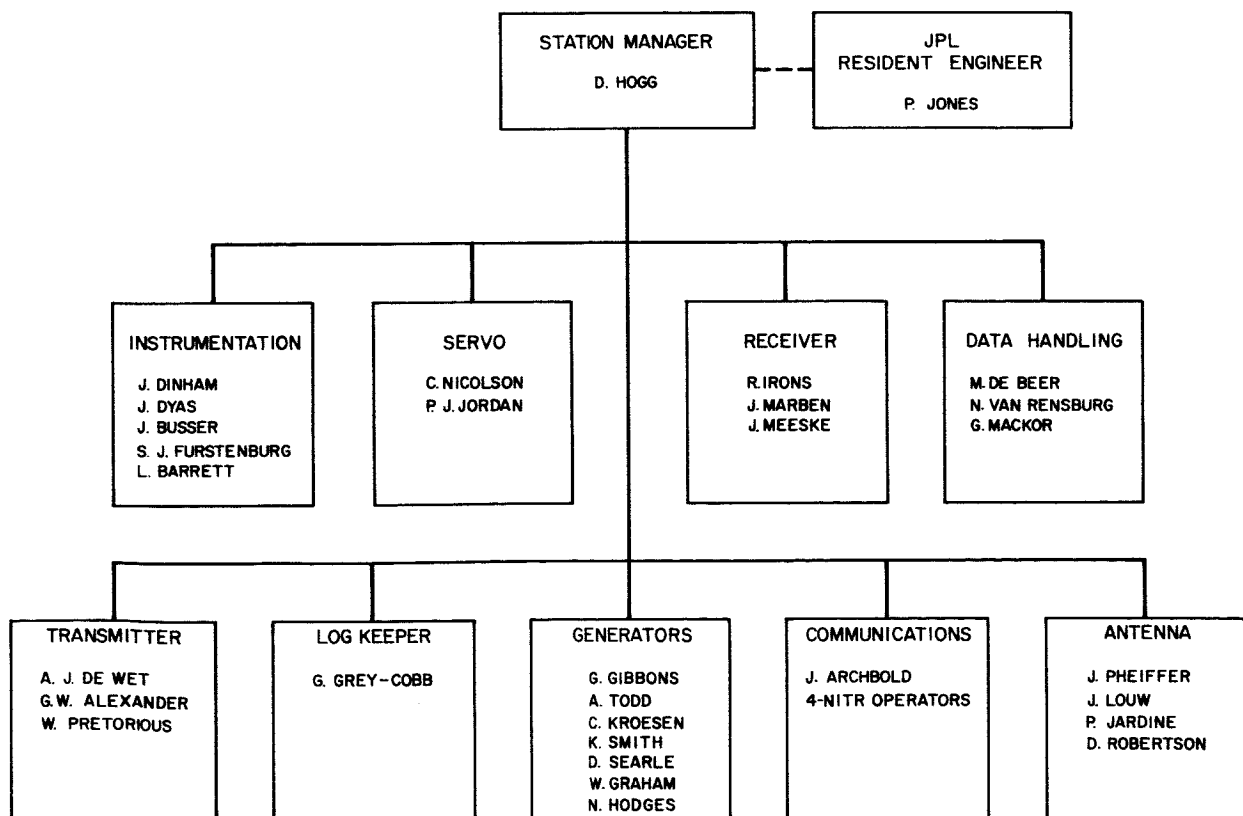 STATION MANAGER
D. HOGG
JPL
RESIDENT ENGINEER
P. JONES
INSTRUMENTATION
J. DINHAM
J. DYAS
J. BUSSER
S. J. FURSTENBURG
L. BARRETT
SERVO
C. NICOLSON
P. J. JORDAN
RECEIVER
R. IRONS
J. MARBEN
J. MEESKE
DATA HANDLING
M. DE BEER
N. VAN RENSBURG
G. MACKOR
TRANSMITTER
A. J. DE WET
G. W. ALEXANDER
W. PRETORIOUS
LOG KEEPER
G. GREY-COBB
GENERATORS
G. GIBBONS
A. TODD
C. KROESEN
K. SMITH
D. SEARLE
W. GRAHAM
N. HODGES
COMMUNICATIONS
J. ARCHBOLD
4-NITR OPERATORS
ANTENNA
J. PHEIFFER
J. LOUW
P. JARDINE
D. ROBERTSON